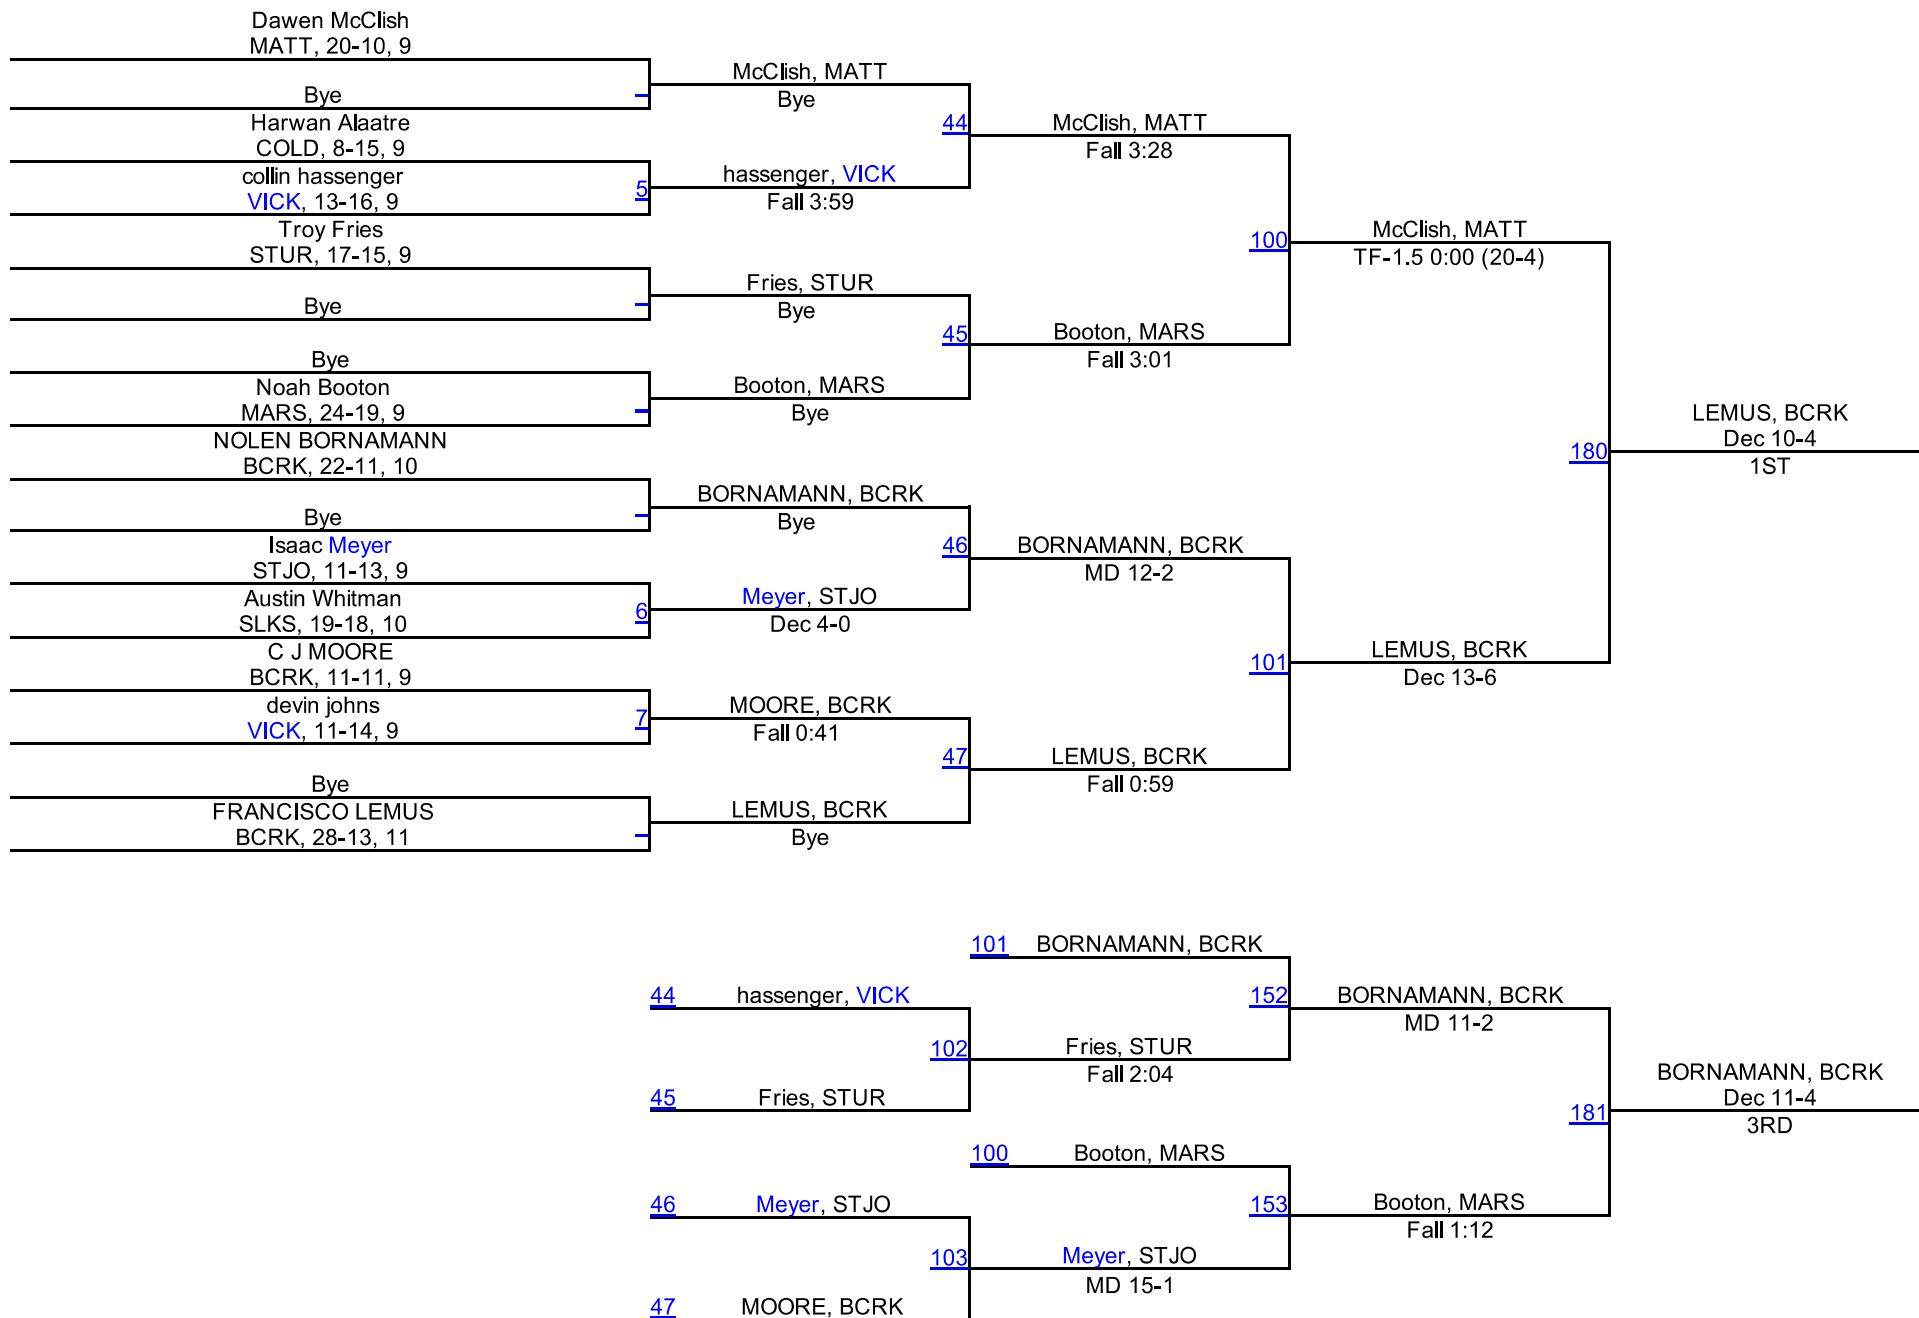 Dawen McClish
MATT, 20-10, 9
Bye
Harwan Alaatre
COLD, 8-15, 9
collin hassenger
VICK, 13-16, 9
5
Troy Fries
STUR, 17-15, 9
Bye
Bye
Noah Booton
MARS, 24-19, 9
NOLEN BORNAMANN
BCRK, 22-11, 10
Bye
Isaac Meyer
STJO, 11-13, 9
Austin Whitman
SLKS, 19-18, 10
6
C J MOORE
BCRK, 11-11, 9
devin johns
VICK, 11-14, 9
7
Bye
FRANCISCO LEMUS
BCRK, 28-13, 11
McClish, MATT
Bye
44
hassenger, VICK
Fall 3:59
Fries, STUR
Bye
45
Booton, MARS
Bye
BORNAMANN, BCRK
Bye
46
Meyer, STJO
Dec 4-0
MOORE, BCRK
Fall 0:41
47
LEMUS, BCRK
Bye
McClish, MATT
Fall 3:28
100
Booton, MARS
Fall 3:01
BORNAMANN, BCRK
MD 12-2
101
LEMUS, BCRK
Fall 0:59
McClish, MATT
TF-1.5 0:00 (20-4)
180
LEMUS, BCRK
Dec 13-6
LEMUS, BCRK
Dec 10-4
1ST
44 hassenger, VICK
102
45 Fries, STUR
46 Meyer, STJO
103
47 MOORE, BCRK
101 BORNAMANN, BCRK
152
Fries, STUR
Fall 2:04
100 Booton, MARS
153
Meyer, STJO
MD 15-1
BORNAMANN, BCRK
MD 11-2
181
Booton, MARS
Fall 1:12
BORNAMANN, BCRK
Dec 11-4
3RD